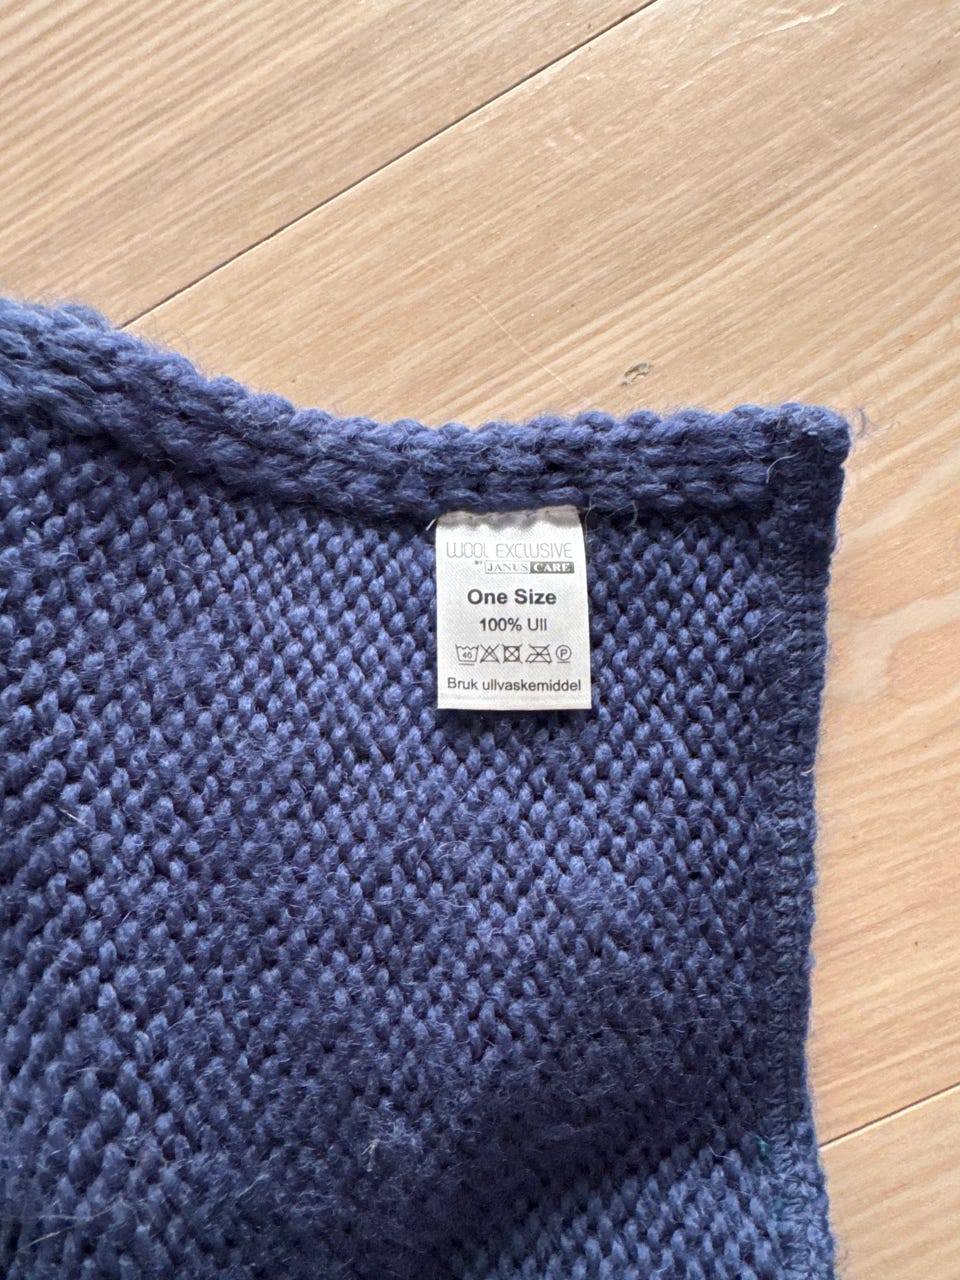 WOOL EXCLUSIVE
BY JANUS CARE
One Size
100% Ull
40 P
Bruk ullvaskemiddel